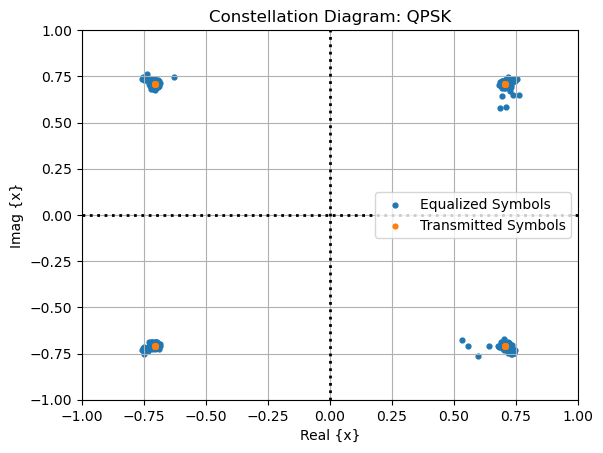 Constellation Diagram: QPSK
1.00
0.75
0.50
0.25
0.00
−0.25
−0.50
−0.75
−1.00
Imag {x}
Equalized Symbols
Transmitted Symbols
−1.00 −0.75 −0.50 −0.25 0.00 0.25 0.50 0.75 1.00
Real {x}